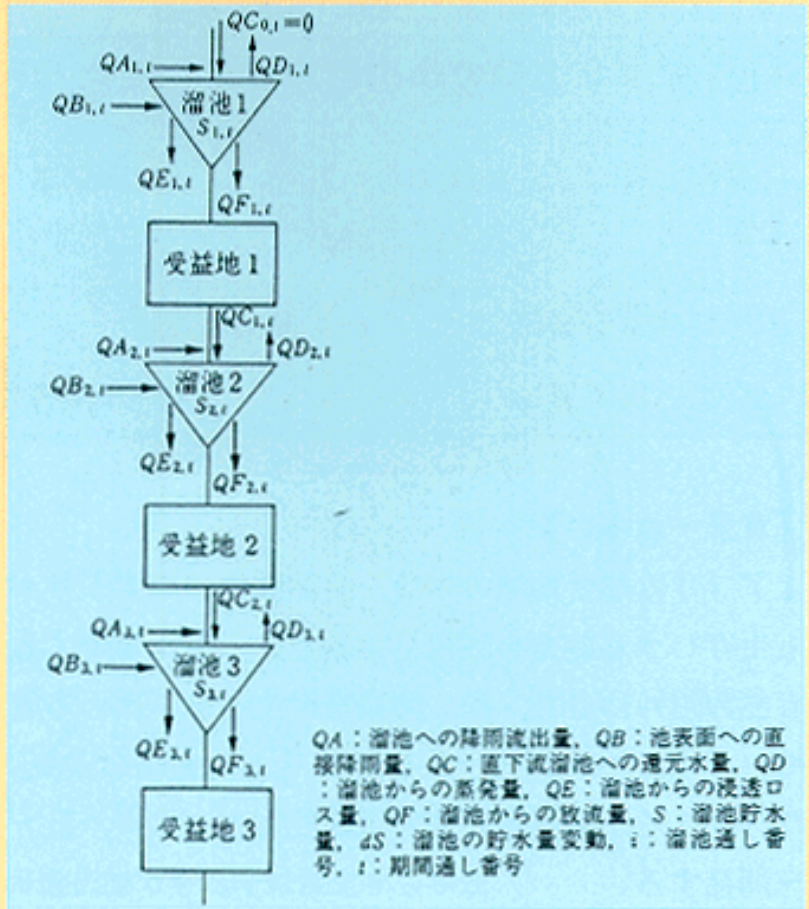 QC₀,ₜ=0
QA₁,ₜ QD₁,ₜ
QB₁,ₜ 溜池1
S₁,ₜ
QE₁,ₜ
QF₁,ₜ
受益地1
QC₁,ₜ
QA₂,ₜ QD₂,ₜ
QB₂,ₜ 溜池2
S₂,ₜ
QE₂,ₜ
QF₂,ₜ
受益地2
QC₂,ₜ
QA₃,ₜ QD₃,ₜ
QB₃,ₜ 溜池3
S₃,ₜ
QE₃,ₜ
QF₃,ₜ
受益地3
QA:溜池への降雨流出量,QB:池表面への直
接降雨量,QC:直下流溜池への還元水量,QD
:溜池からの蒸発量,QE:溜池からの浸透ロ
ス量,QF:溜池からの放流量,S:溜池貯水
量,dS:溜池の貯水量変動,i:溜池通し番
号,t:期間通し番号